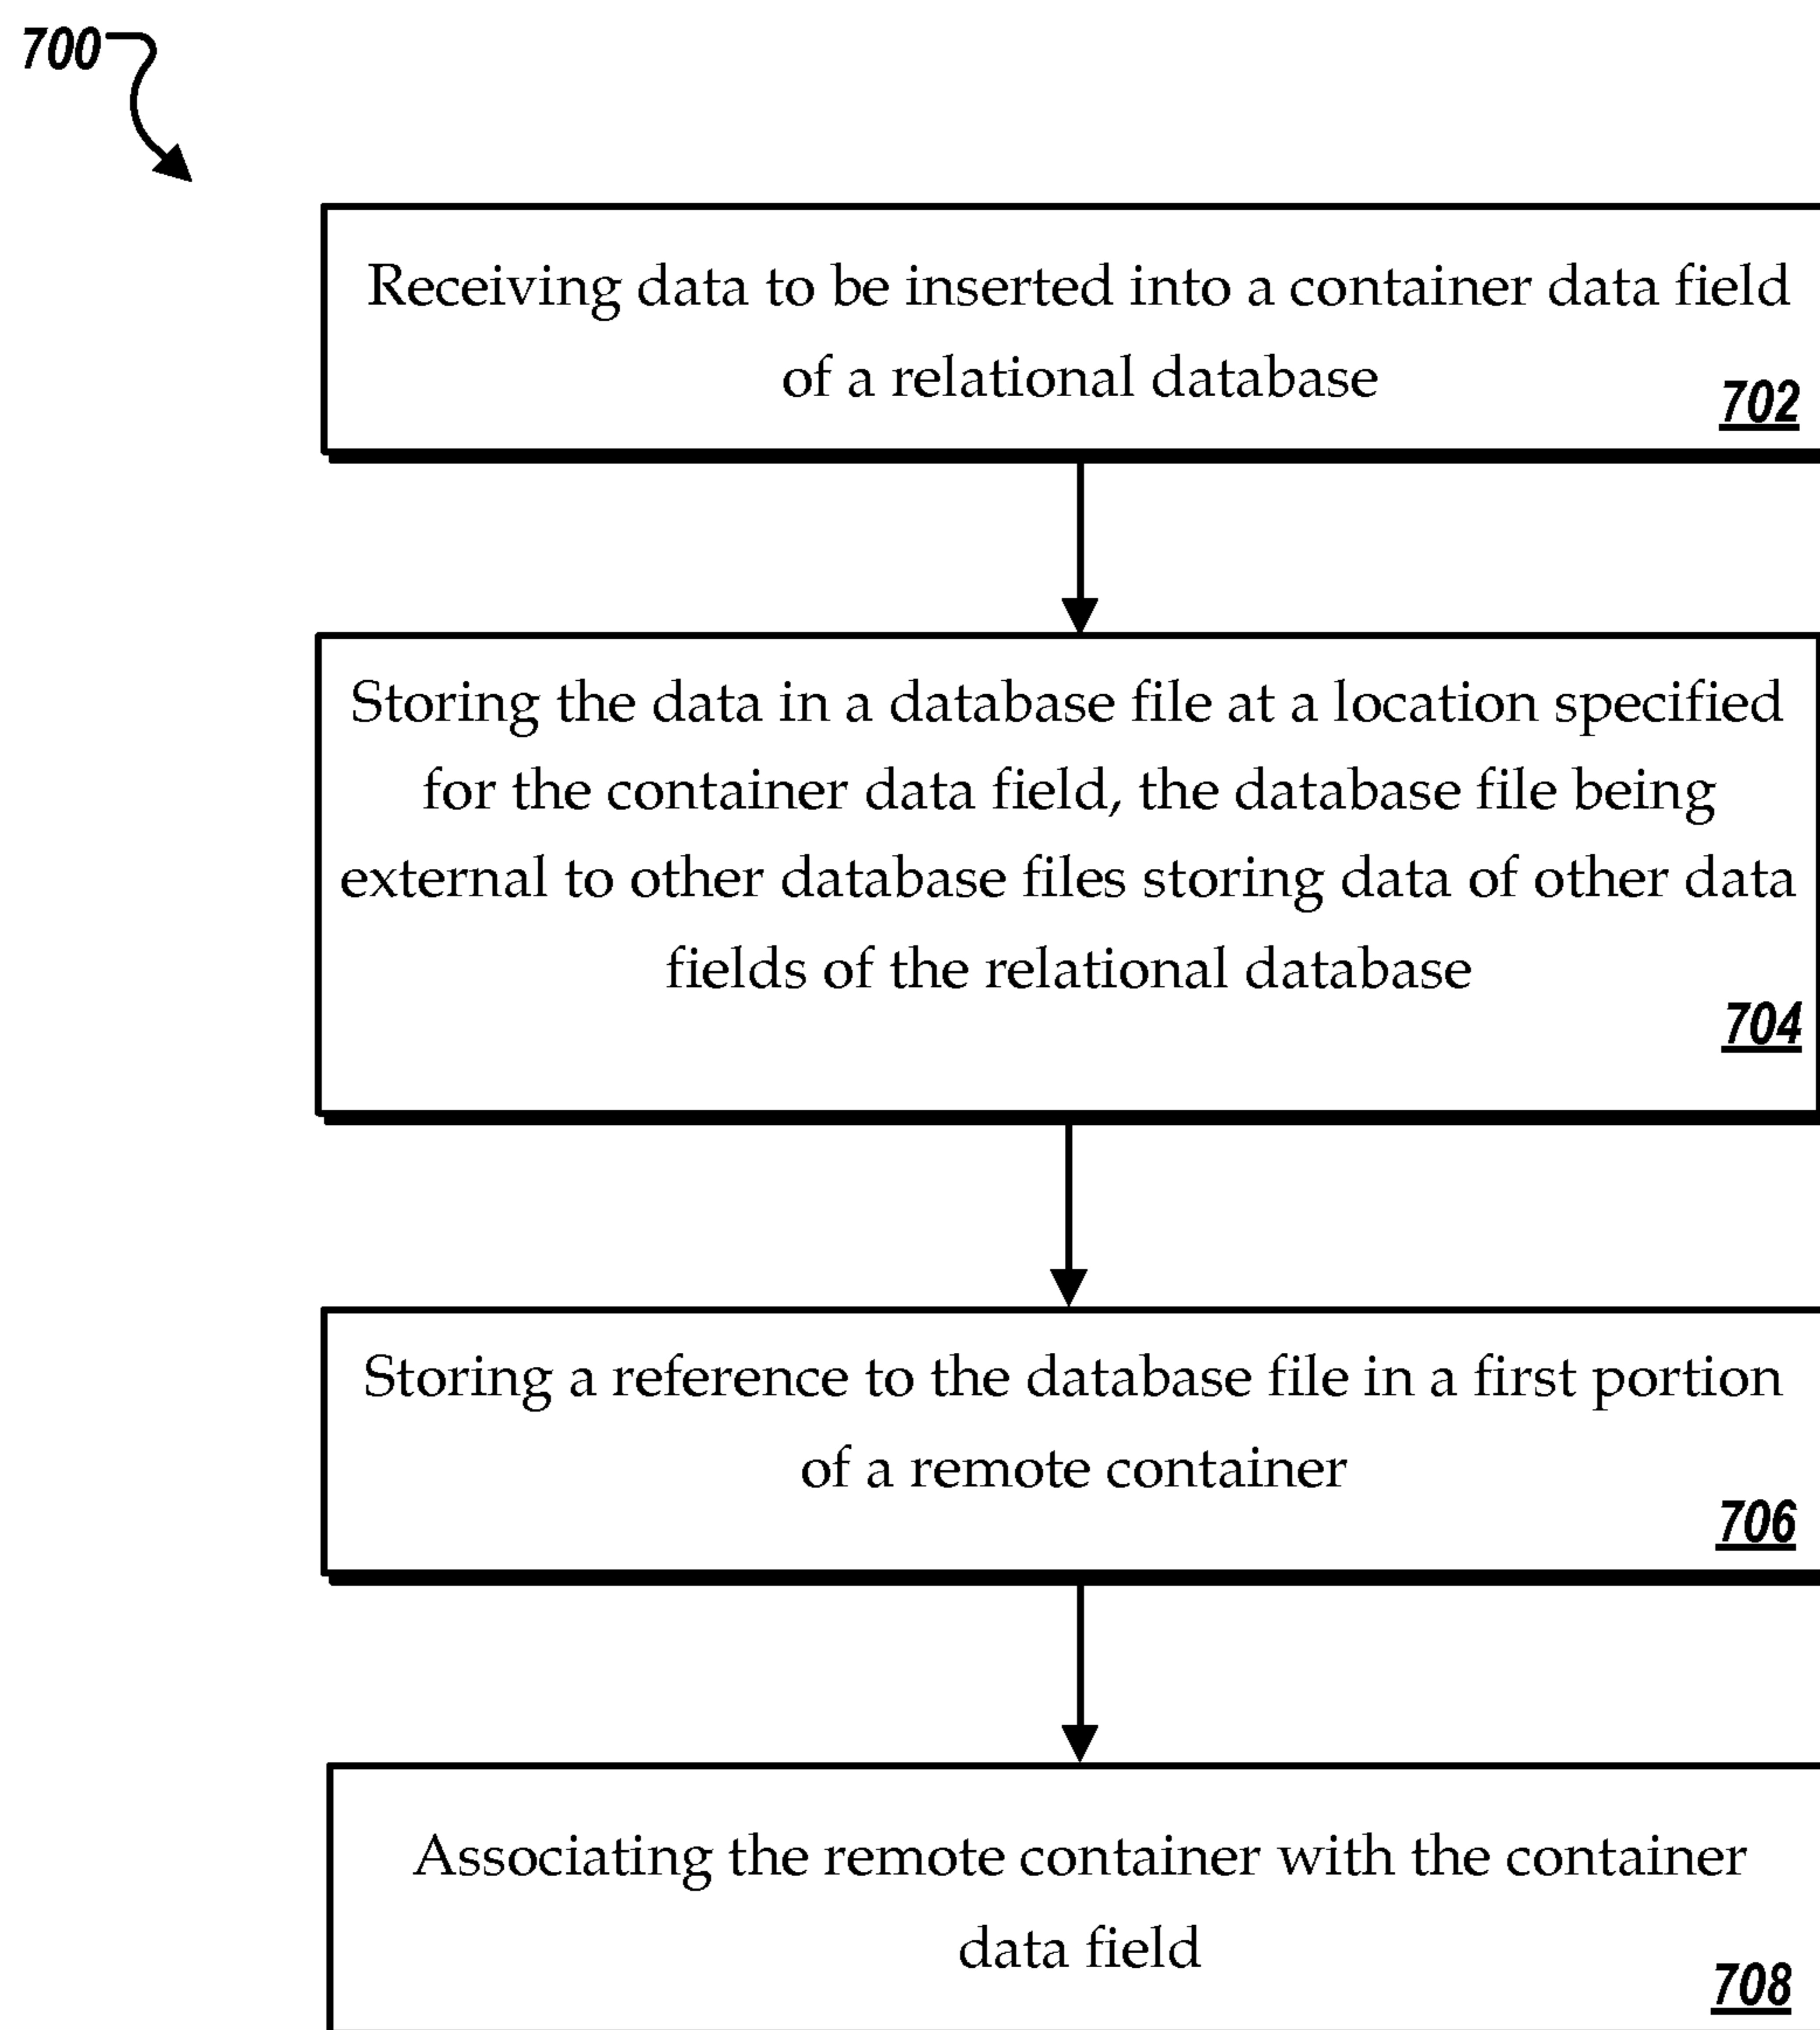 700
Receiving data to be inserted into a container data field
of a relational database
702
Storing the data in a database file at a location specified
for the container data field, the database file being
external to other database files storing data of other data
fields of the relational database
704
Storing a reference to the database file in a first portion
of a remote container
706
Associating the remote container with the container
data field
708